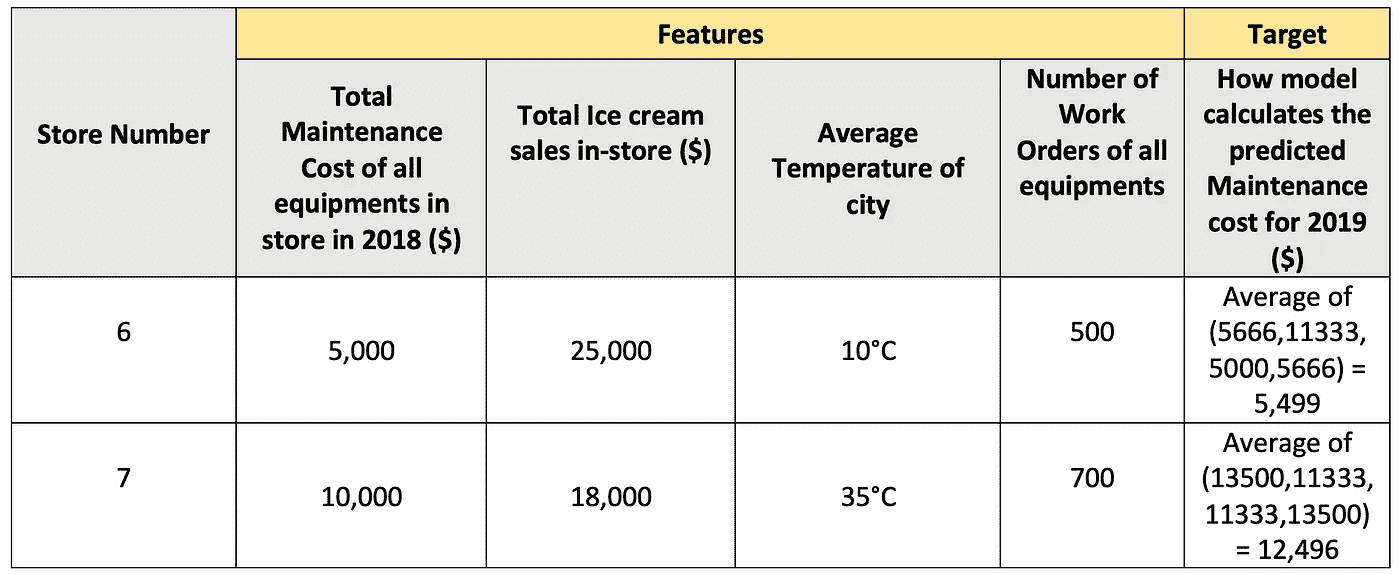 Features
Target
Store Number
Total
Maintenance
Cost of all
equipments in
store in 2018 ($)
Total Ice cream
sales in-store ($)
Average
Temperature of
city
Number of
Work
Orders of all
equipments
How model
calculates the
predicted
Maintenance
cost for 2019
($)
6
5,000
25,000
10°C
500
Average of
(5666,11333,
5000,5666) =
5,499
7
10,000
18,000
35°C
700
Average of
(13500,11333,
11333,13500)
= 12,496